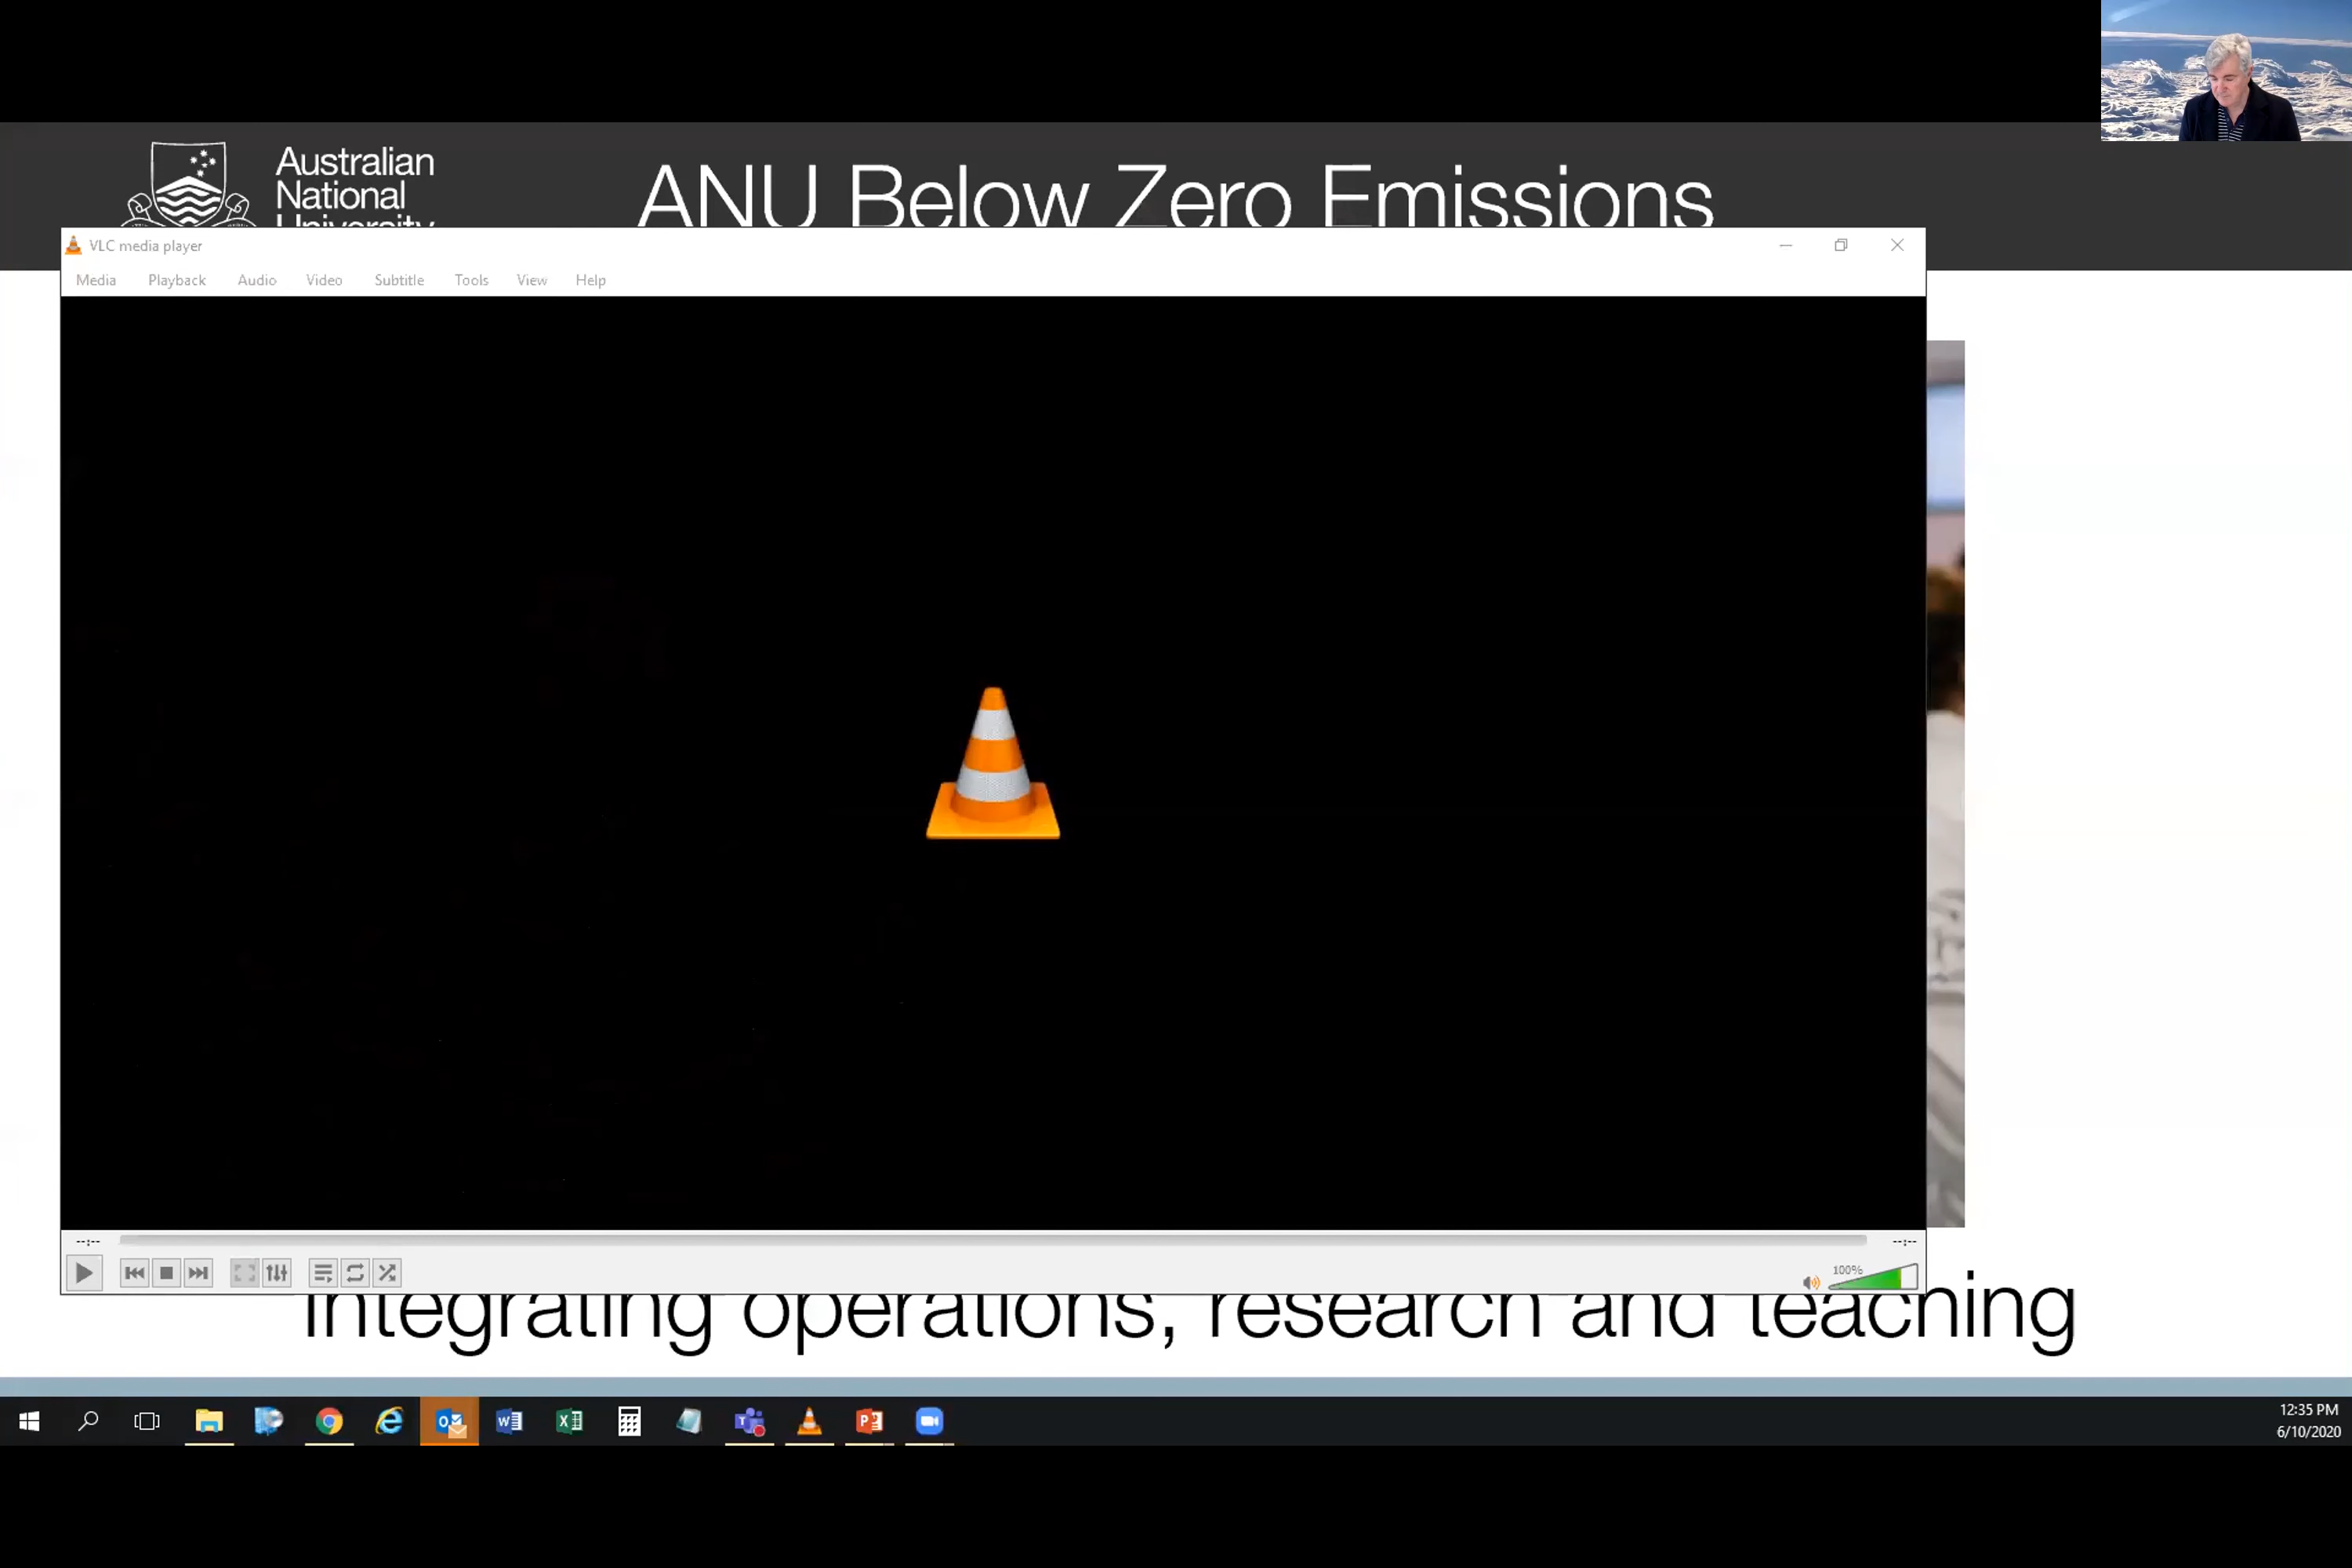 Australian
National
University
ANU Below Zero Emissions
VLC media player
Media Playback Audio Video Subtitle Tools View Help
--:-- --:--
100%
integrating operations, research and teaching
12:35 PM
6/10/2020